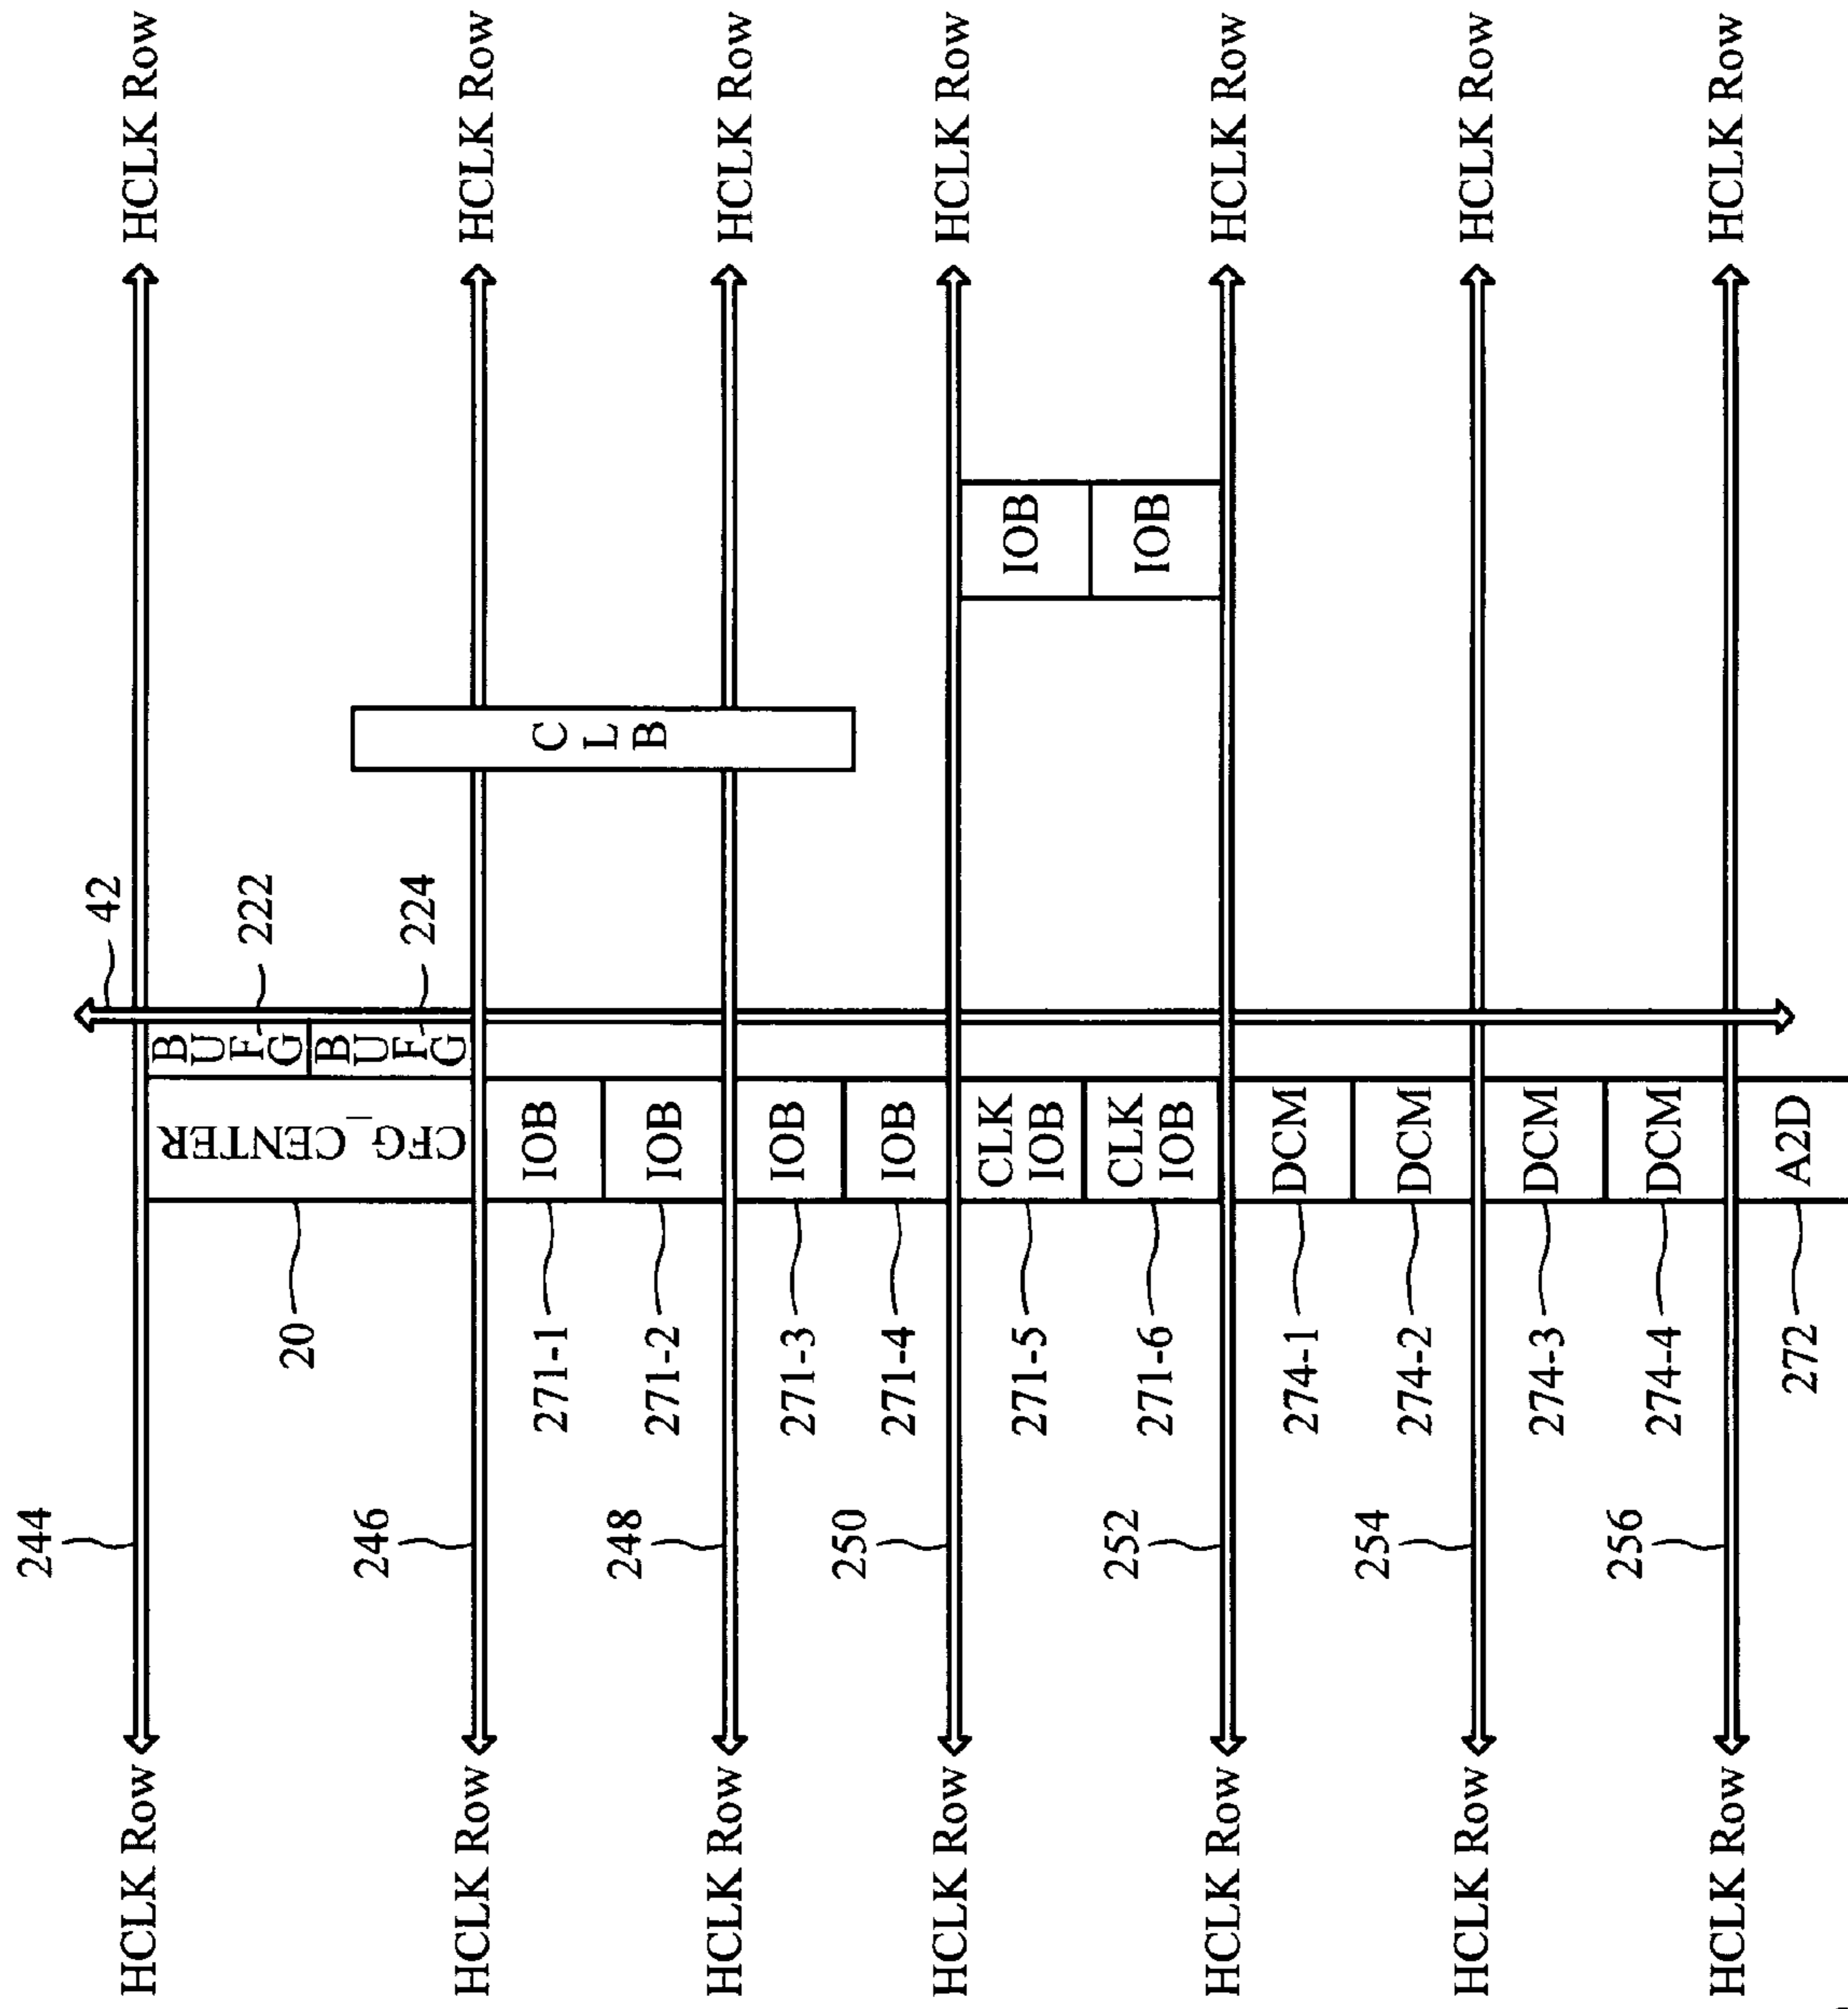 244
HCLK Row
HCLK Row
42
20
CFG_CENTER
BUFG
222
BUFG
224
246
HCLK Row
HCLK Row
271-1
IOB
271-2
IOB
CLB
248
HCLK Row
HCLK Row
271-3
IOB
271-4
IOB
250
HCLK Row
HCLK Row
271-5
CLK
IOB
IOB
271-6
CLK
IOB
IOB
252
HCLK Row
HCLK Row
274-1
DCM
274-2
DCM
254
HCLK Row
HCLK Row
274-3
DCM
274-4
DCM
256
HCLK Row
HCLK Row
272
A2D